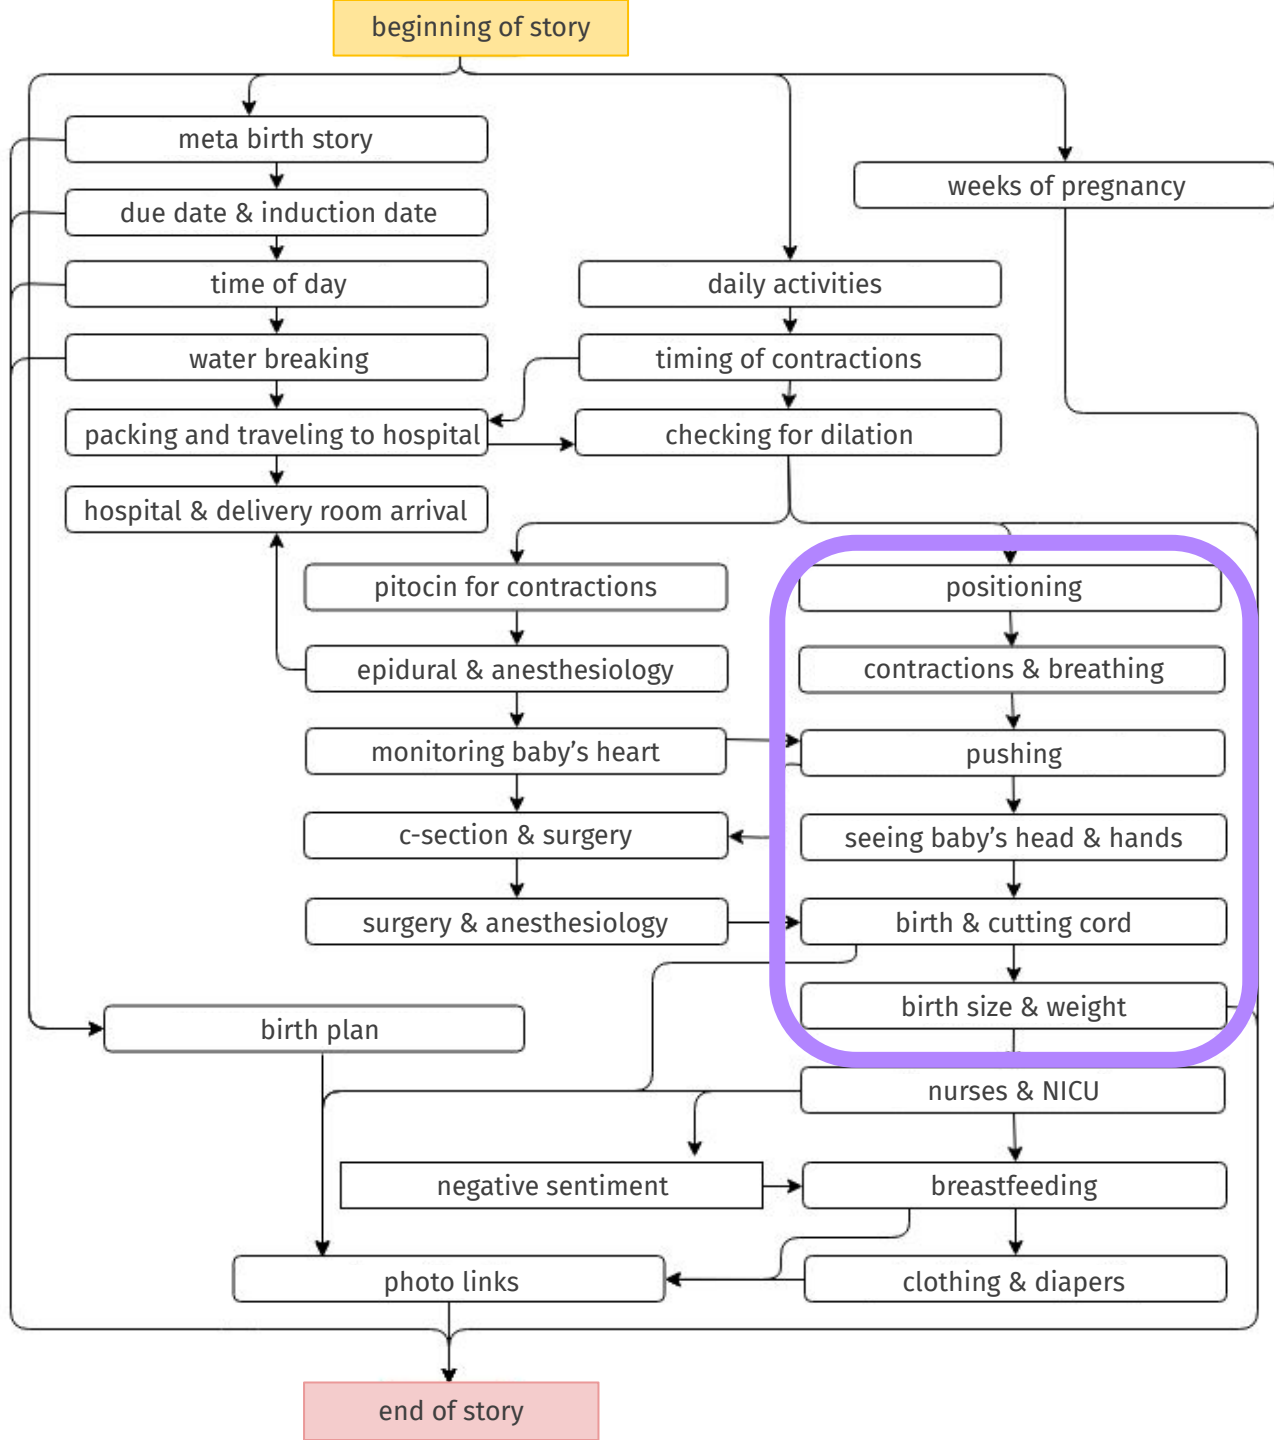 beginning of story
meta birth story
weeks of pregnancy
due date & induction date
time of day
daily activities
water breaking
timing of contractions
packing and traveling to hospital
checking for dilation
hospital & delivery room arrival
pitocin for contractions
positioning
epidural & anesthesiology
contractions & breathing
monitoring baby’s heart
pushing
c-section & surgery
seeing baby’s head & hands
surgery & anesthesiology
birth & cutting cord
birth size & weight
birth plan
nurses & NICU
negative sentiment
breastfeeding
photo links
clothing & diapers
end of story